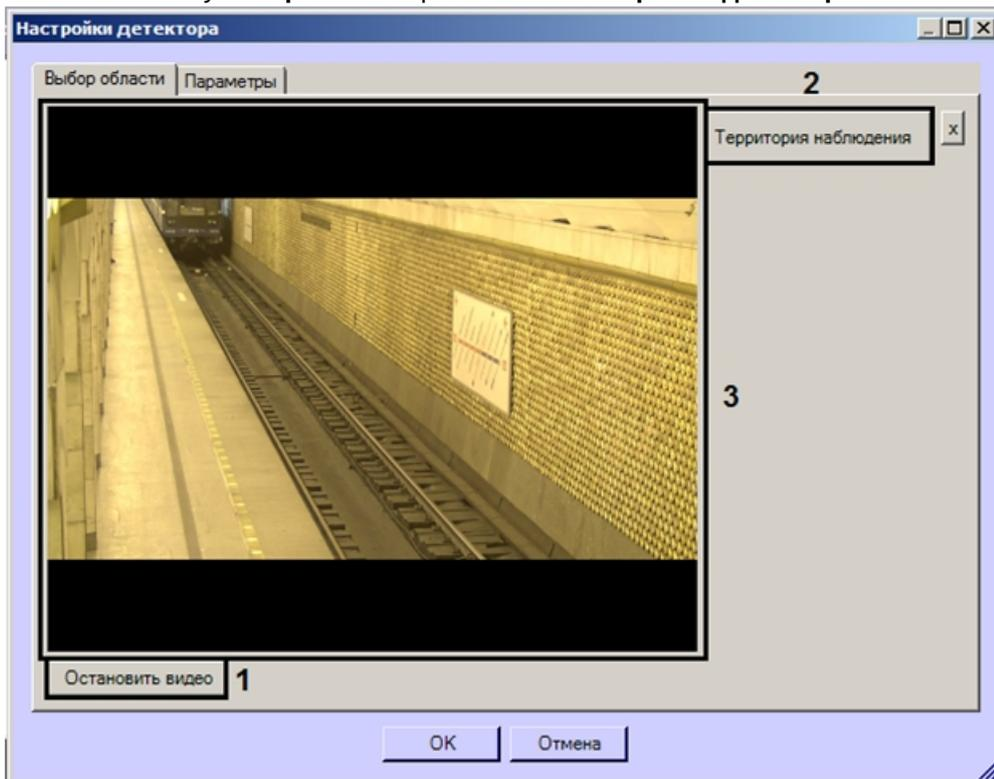 Настройки детектора
Выбор области
Параметры
2
Территория наблюдения
x
3
Остановить видео
1
OK
Отмена